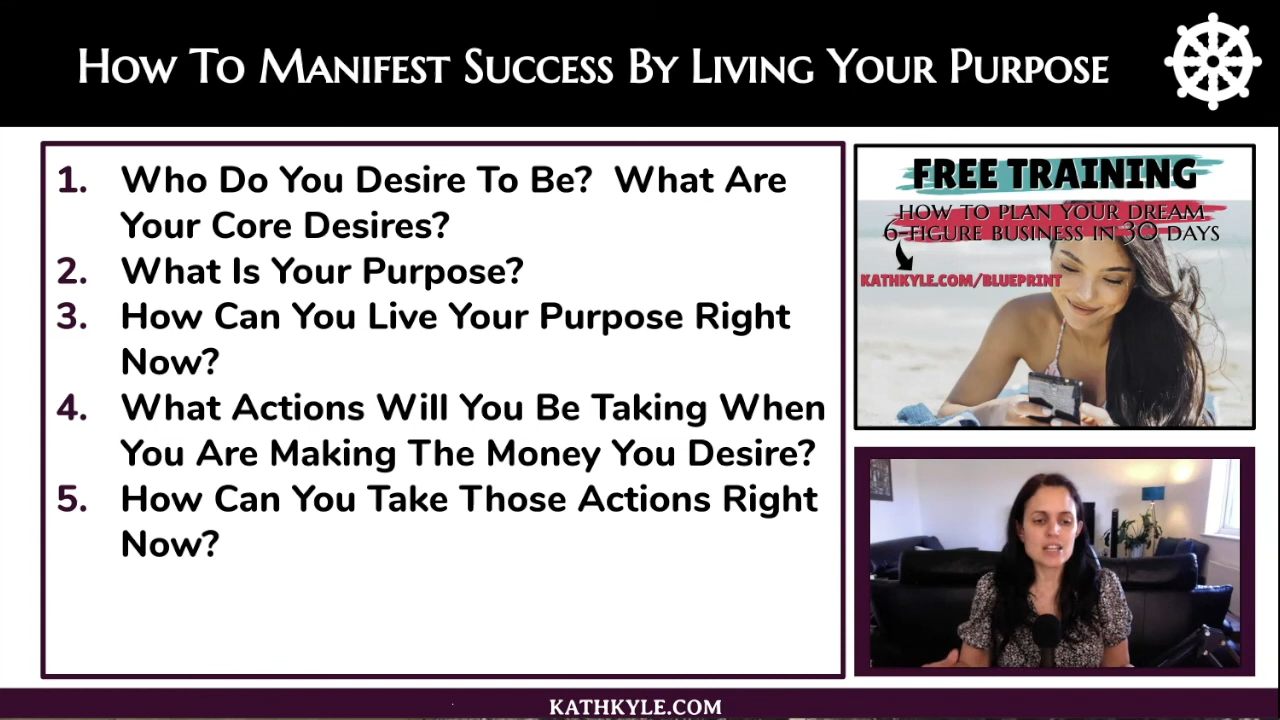 How To Manifest Success By Living Your Purpose
1. Who Do You Desire To Be?  What Are
Your Core Desires?
2. What Is Your Purpose?
3. How Can You Live Your Purpose Right
Now?
4. What Actions Will You Be Taking When
You Are Making The Money You Desire?
5. How Can You Take Those Actions Right
Now?
FREE TRAINING
HOW TO PLAN YOUR DREAM
6-FIGURE BUSINESS IN 30 DAYS
KATHKYLE.COM/BLUEPRINT
KATHKYLE.COM